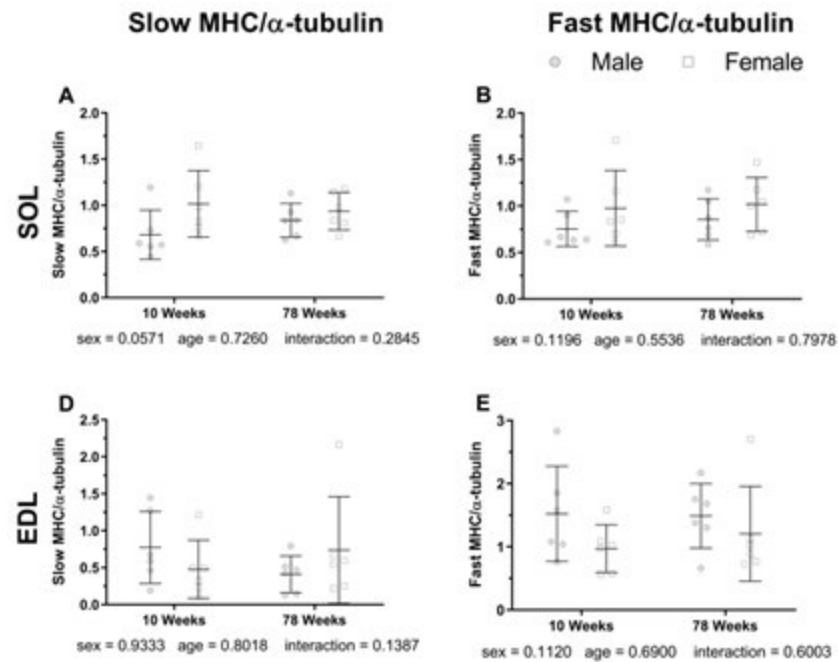 Slow MHC/α-tubulin
Fast MHC/α-tubulin
Male Female
A
B
SOL
Slow MHC/α-tubulin
2.0
1.5
1.0
0.5
0.0
10 Weeks 78 Weeks
sex = 0.0571 age = 0.7260 interaction = 0.2845
Fast MHC/α-tubulin
2.0
1.5
1.0
0.5
0.0
10 Weeks 78 Weeks
sex = 0.1196 age = 0.5536 interaction = 0.7978
D
E
EDL
Slow MHC/α-tubulin
2.5
2.0
1.5
1.0
0.5
0.0
10 Weeks 78 Weeks
sex = 0.9333 age = 0.8018 interaction = 0.1387
Fast MHC/α-tubulin
3
2
1
0
10 Weeks 78 Weeks
sex = 0.1120 age = 0.6900 interaction = 0.6003